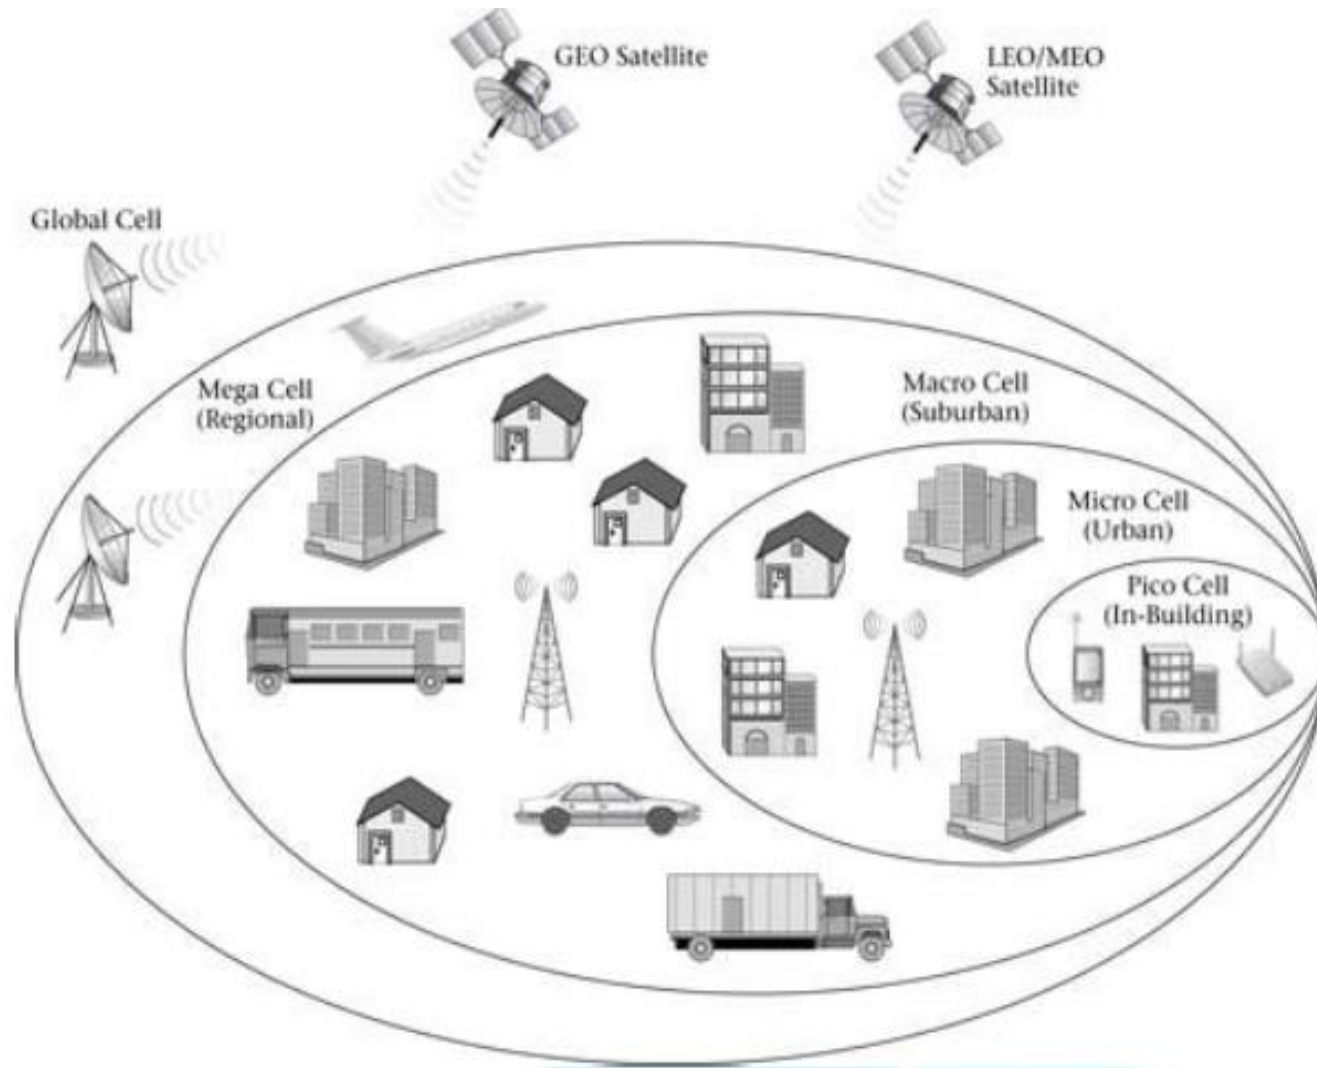 GEO Satellite
LEO/MEO
Satellite
Global Cell
Mega Cell
(Regional)
Macro Cell
(Suburban)
Micro Cell
(Urban)
Pico Cell
(In-Building)